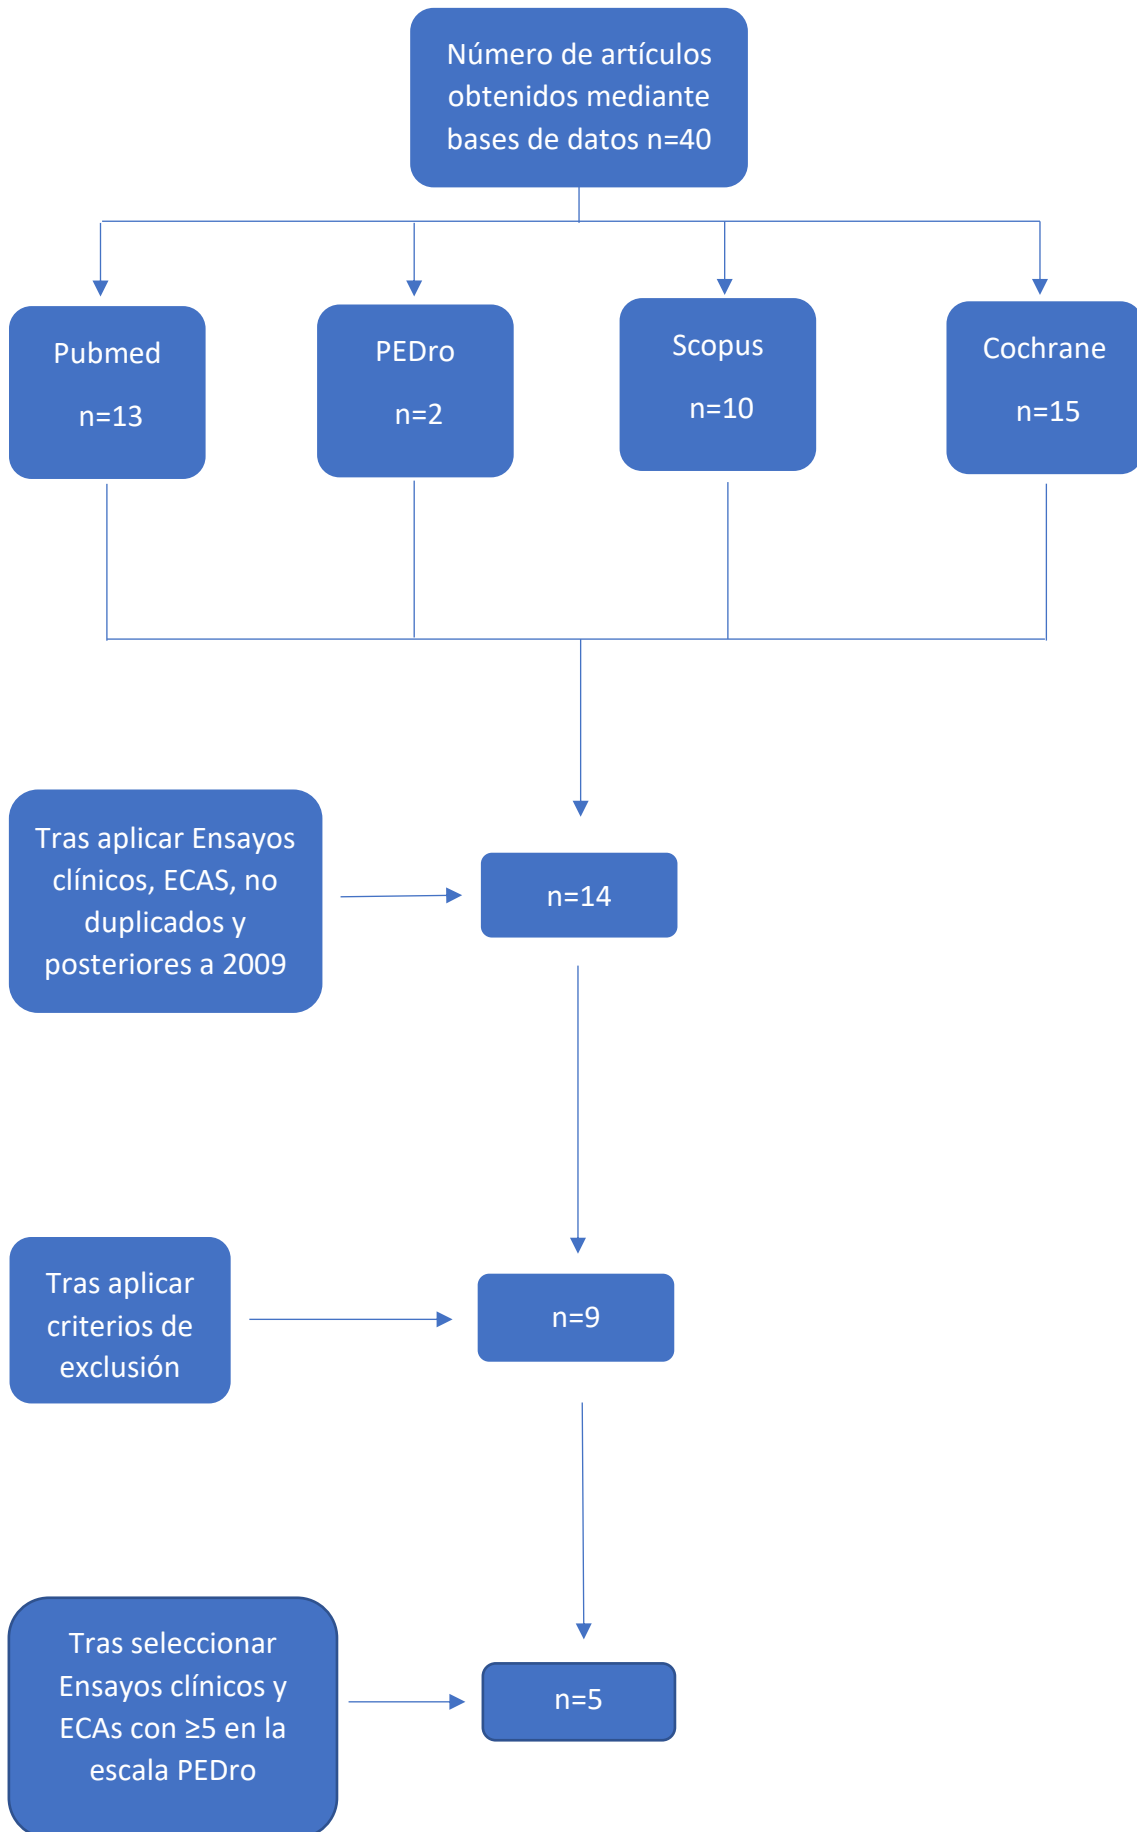 Número de artículos
obtenidos mediante
bases de datos n=40
Pubmed
n=13
PEDro
n=2
Scopus
n=10
Cochrane
n=15
Tras aplicar Ensayos
clínicos, ECAS, no
duplicados y
posteriores a 2009
n=14
Tras aplicar
criterios de
exclusión
n=9
Tras seleccionar
Ensayos clínicos y
ECAs con ≥5 en la
escala PEDro
n=5